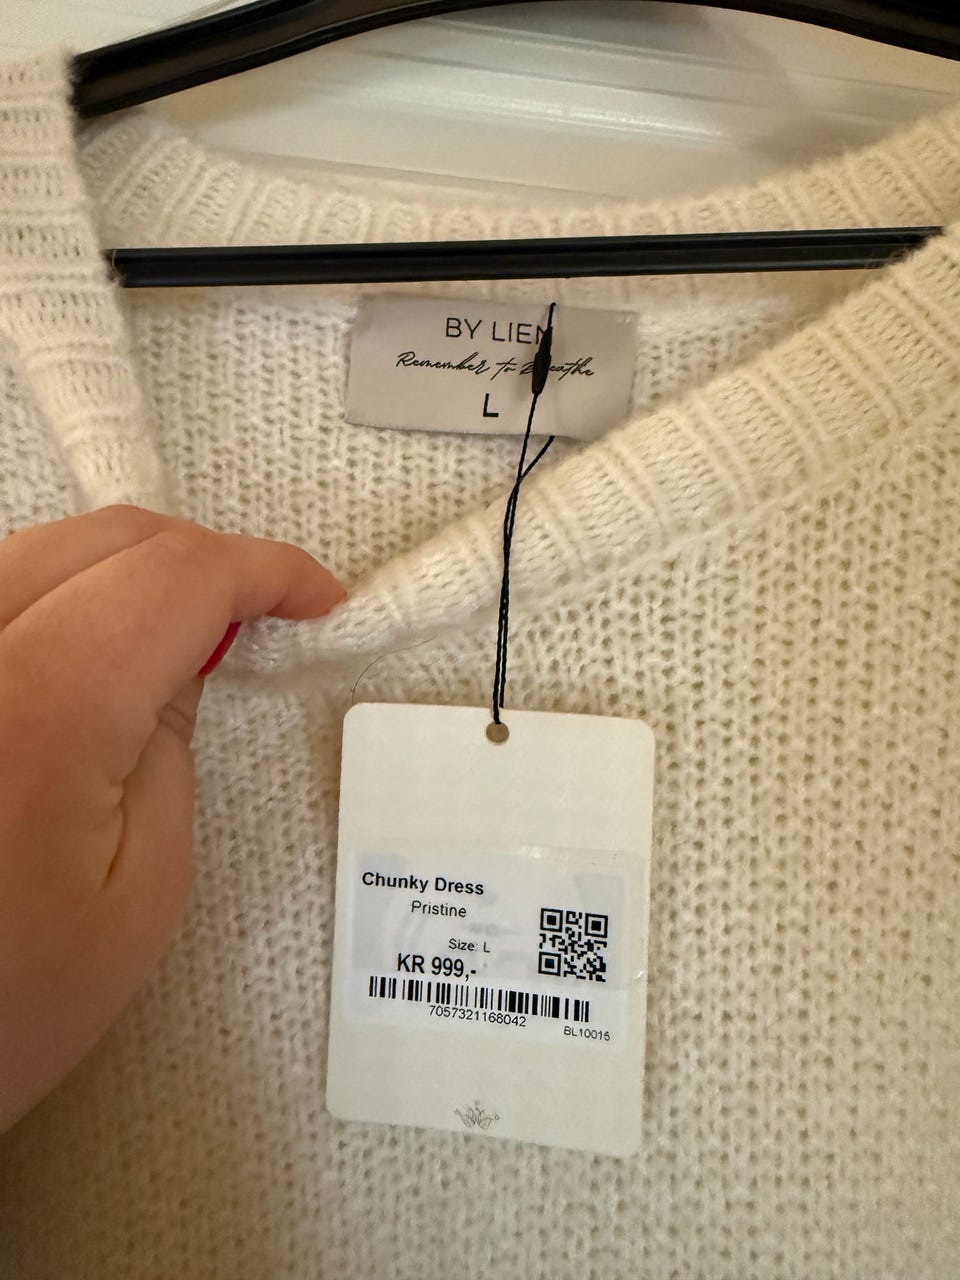 BY LIEN
Remember to Breathe
L
Chunky Dress
Pristine
Size: L
KR 999,-
7057321168042
BL10015